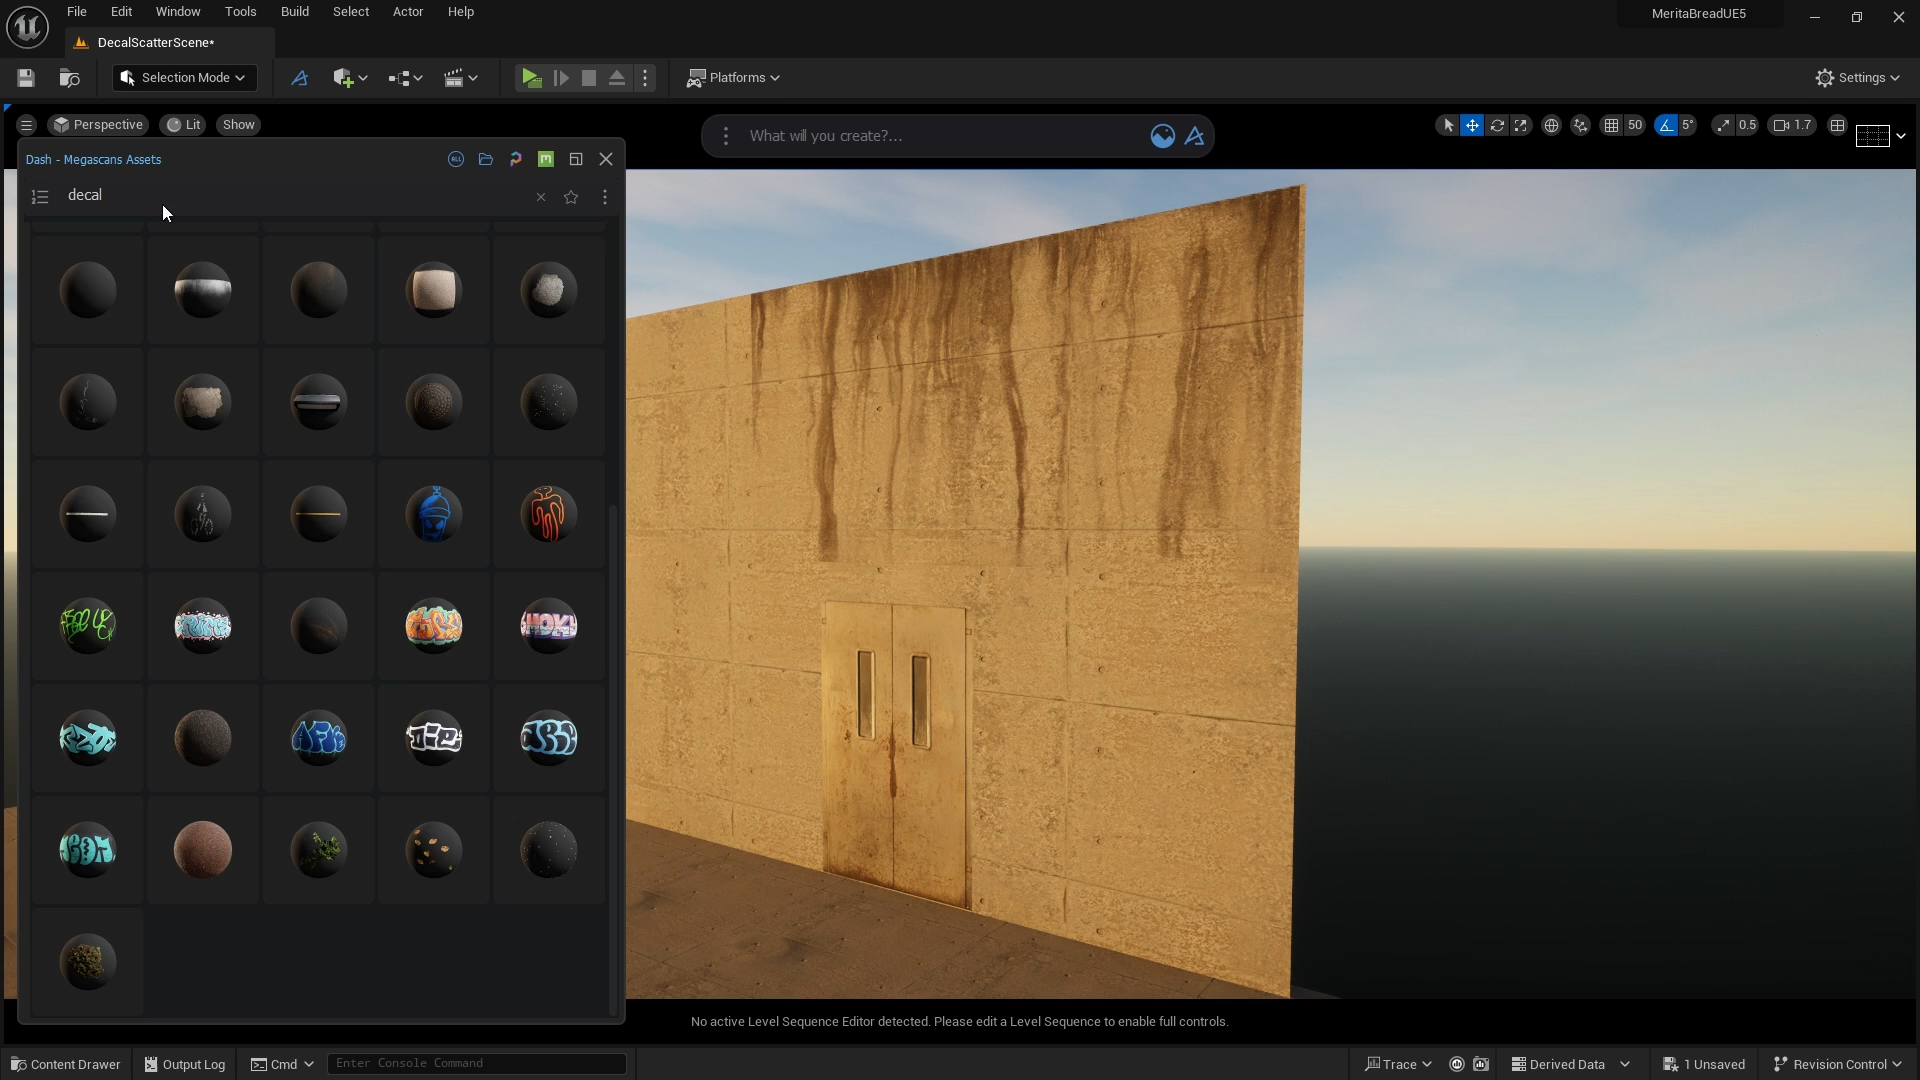 File Edit Window Tools Build Select Actor Help
MeritaBreadUE5
DecalScatterScene*
Selection Mode
Platforms
Settings
Perspective Lit Show
What will you create?...
50 5° 0.5 1.7
Dash - Megascans Assets
ALL
m
decal
AFK
DIE
No active Level Sequence Editor detected. Please edit a Level Sequence to enable full controls.
Content Drawer Output Log Cmd Enter Console Command Trace Derived Data 1 Unsaved Revision Control